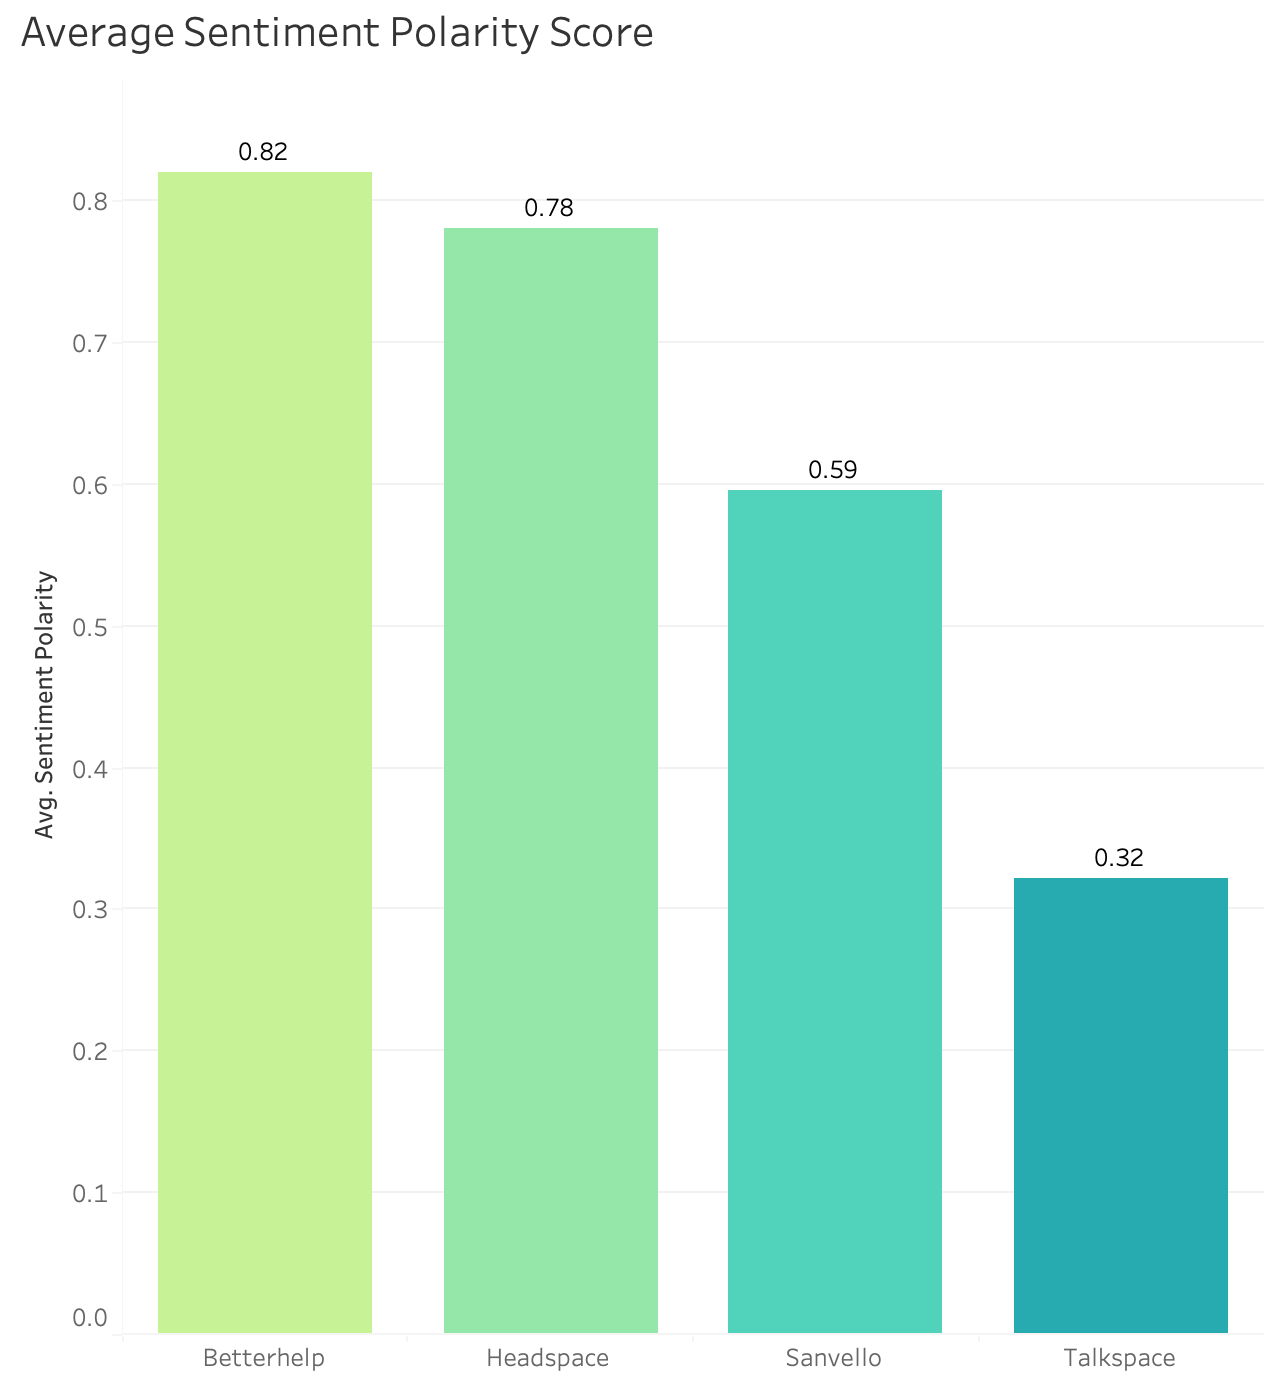 Average Sentiment Polarity Score
Avg. Sentiment Polarity
0.8
0.7
0.6
0.5
0.4
0.3
0.2
0.1
0.0
0.82
0.78
0.59
0.32
Betterhelp
Headspace
Sanvello
Talkspace